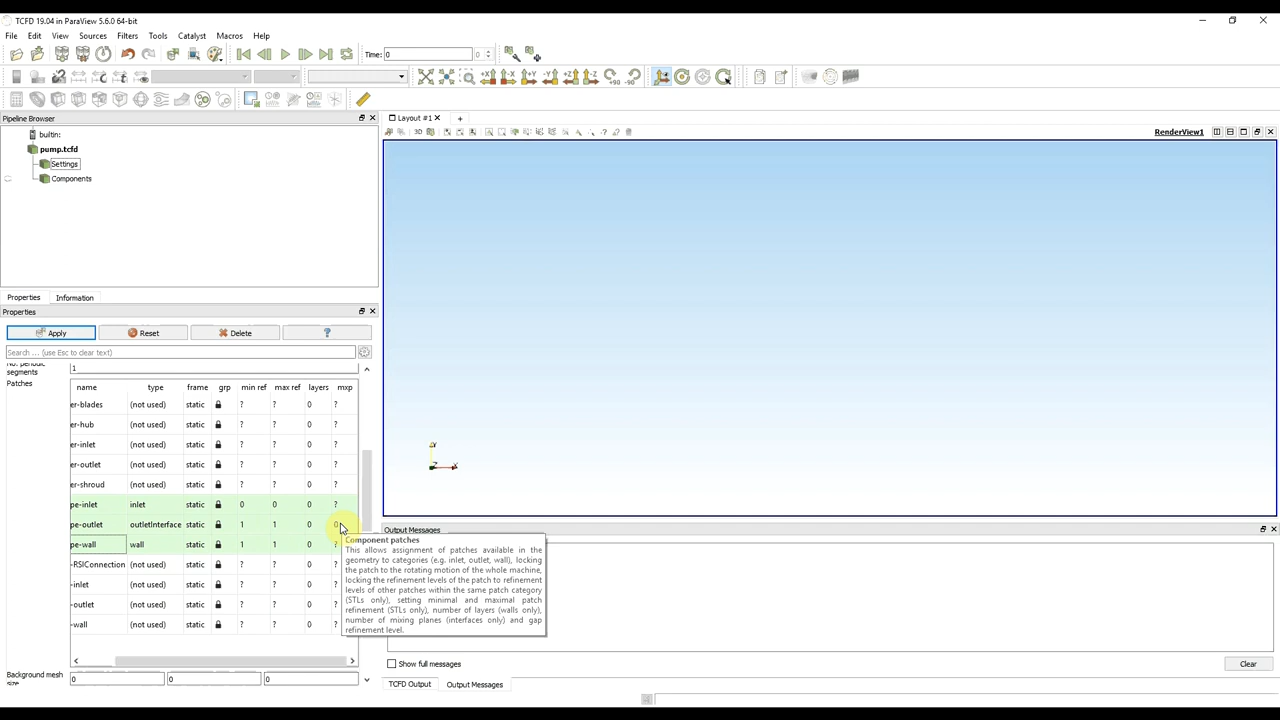 TCFD 19.04 in ParaView 5.6.0 64-bit
File Edit View Sources Filters Tools Catalyst Macros Help
Time: 0 0
+X -X +Y -Y +Z -Z +90 -90
Pipeline Browser
Layout #1 +
builtin:
3D
RenderView1
pump.tcfd
Settings
Components
Properties Information
Properties
Apply Reset Delete ?
Search ... (use Esc to clear text)
No. periodic
segments
1
Patches
name type frame grp min ref max ref layers mxp
er-blades (not used) static ? ? 0 ?
er-hub (not used) static ? ? 0 ?
er-inlet (not used) static ? ? 0 ?
er-outlet (not used) static ? ? 0 ?
er-shroud (not used) static ? ? 0 ?
pe-inlet inlet static 0 0 0 ?
pe-outlet outletInterface static 1 1 0 0
pe-wall wall static 1 1 0 ?
-RSIConnection (not used) static ? ? 0 ?
-inlet (not used) static ? ? 0 ?
-outlet (not used) static ? ? 0 ?
-wall (not used) static ? ? 0 ?
Background mesh
size
0 0 0
Y
Z X
Output Messages
Component patches
This allows assignment of patches available in the
geometry to categories (e.g. inlet, outlet, wall), locking
the patch to the rotating motion of the whole machine,
locking the refinement levels of the patch to refinement
levels of other patches within the same patch category
(STLs only), setting minimal and maximal patch
refinement (STLs only), number of layers (walls only),
number of mixing planes (interfaces only) and gap
refinement level.
Show full messages
Clear
TCFD Output Output Messages